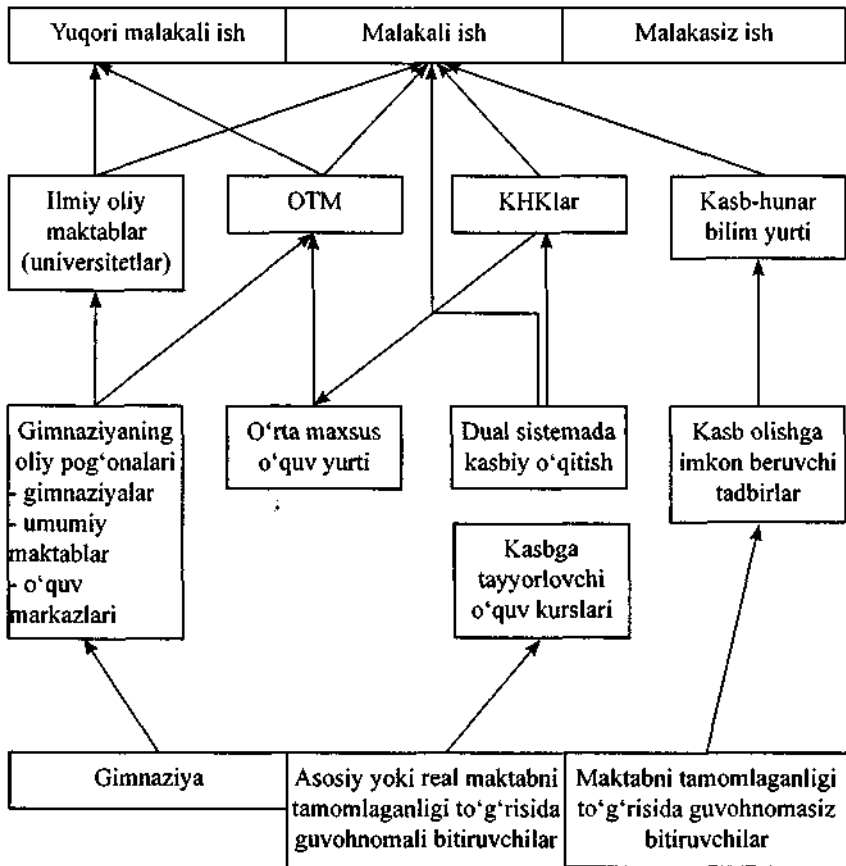 Yuqori malakali ish
Malakali ish
Malakasiz ish
Ilmiy oliy
maktablar
(universitetlar)
OTM
KHKlar
Kasb-hunar
bilim yurti
Gimnaziyaning
oliy pog‘onalari
- gimnaziyalar
- umumiy
maktablar
- o‘quv
markazlari
O‘rta maxsus
o‘quv yurti
Dual sistemada
kasbiy o‘qitish
Kasb olishga
imkon beruvchi
tadbirlar
Kasbga
tayyorlovchi
o‘quv kurslari
Gimnaziya
Asosiy yoki real maktabni
tamomlaganligi to‘g‘risida
guvohnomali bitiruvchilar
Maktabni tamomlaganligi
to‘g‘risida guvohnomasiz
bitiruvchilar